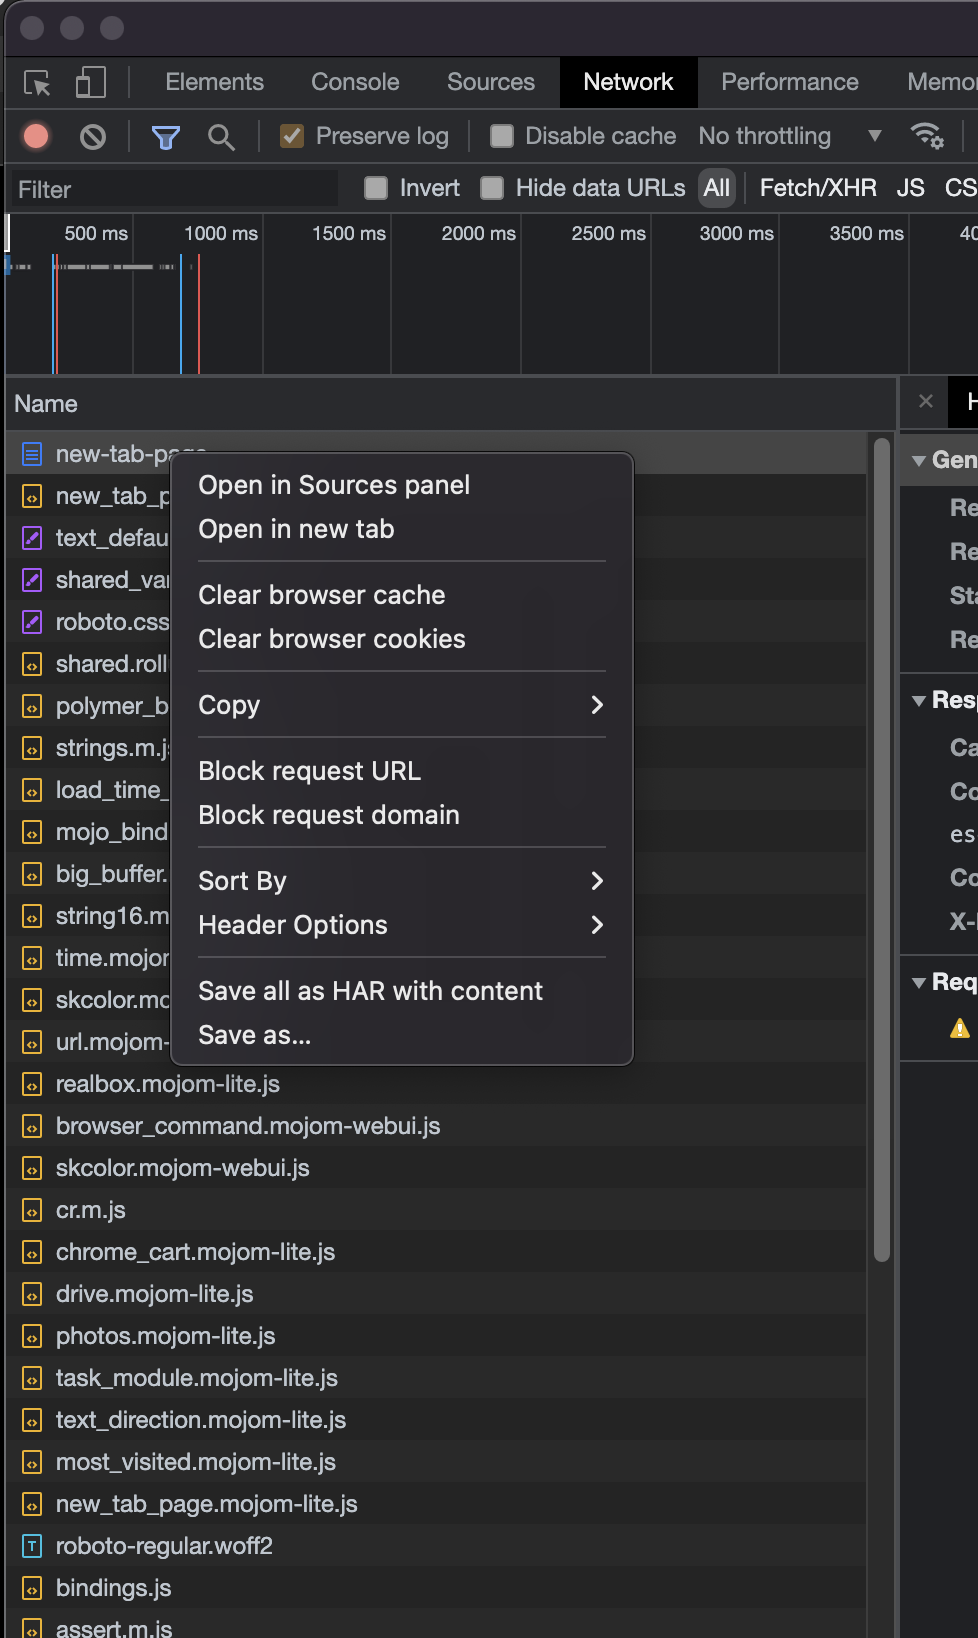 Elements Console Sources Network Performance
Preserve log Disable cache No throttling
Filter Invert Hide data URLs All Fetch/XHR JS
500 ms 1000 ms 1500 ms 2000 ms 2500 ms 3000 ms 3500 ms
Name
new-tab-page
Open in Sources panel
Open in new tab
Clear browser cache
Clear browser cookies
Copy
Block request URL
Block request domain
Sort By
Header Options
Save all as HAR with content
Save as...
new_tab_p
text_defau
shared_var
roboto.css
shared.roll
polymer_b
strings.m.js
load_time_
mojo_bind
big_buffer.
string16.m
time.mojor
skcolor.mo
url.mojom-
realbox.mojom-lite.js
browser_command.mojom-webui.js
skcolor.mojom-webui.js
cr.m.js
chrome_cart.mojom-lite.js
drive.mojom-lite.js
photos.mojom-lite.js
task_module.mojom-lite.js
text_direction.mojom-lite.js
most_visited.mojom-lite.js
new_tab_page.mojom-lite.js
roboto-regular.woff2
bindings.js
assert.m.js
Gen
Re
Re
Sta
Re
Resp
Ca
Co
es
Co
X-
Req